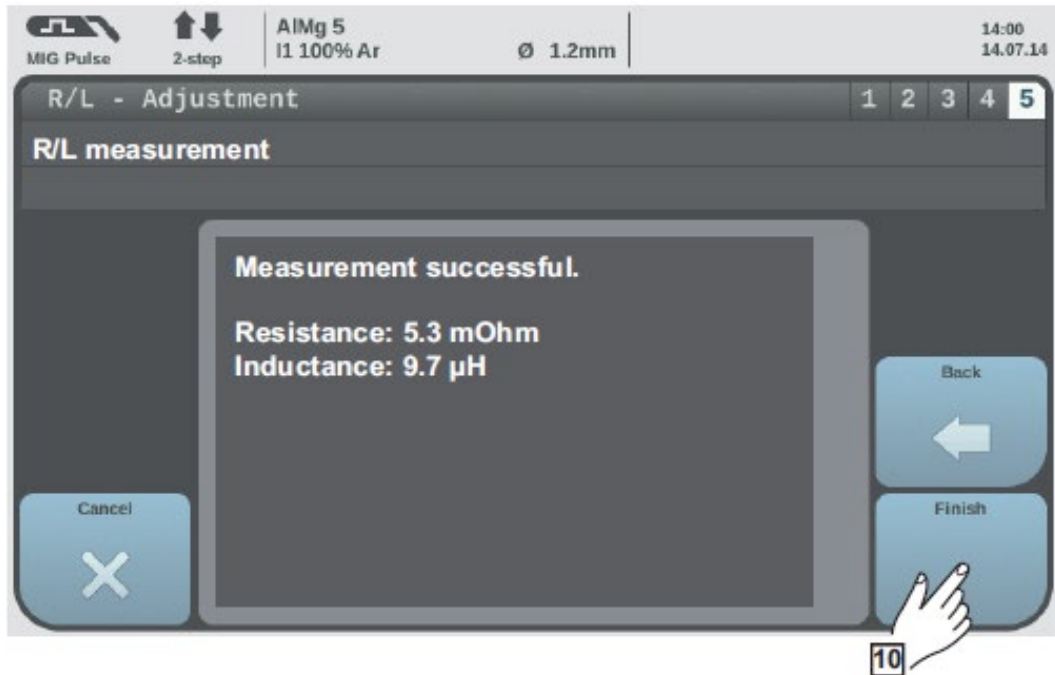 AlMg 5
14:00
MIG Pulse
2-step
I1 100% Ar
Ø 1.2mm
14.07.14
R/L - Adjustment
1 2 3 4 5
R/L measurement
Measurement successful.
Resistance: 5.3 mOhm
Inductance: 9.7 µH
Back
Cancel
Finish
10